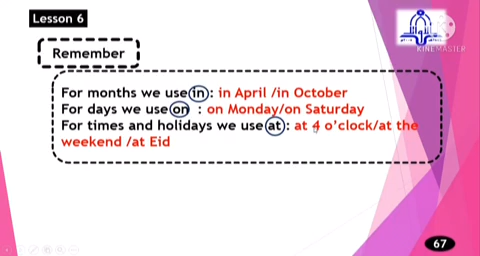 Lesson 6
KINEMASTER
Remember
For months we use in : in April /in October
For days we use on : on Monday/on Saturday
For times and holidays we use at : at 4 o'clock/at the
weekend /at Eid
67